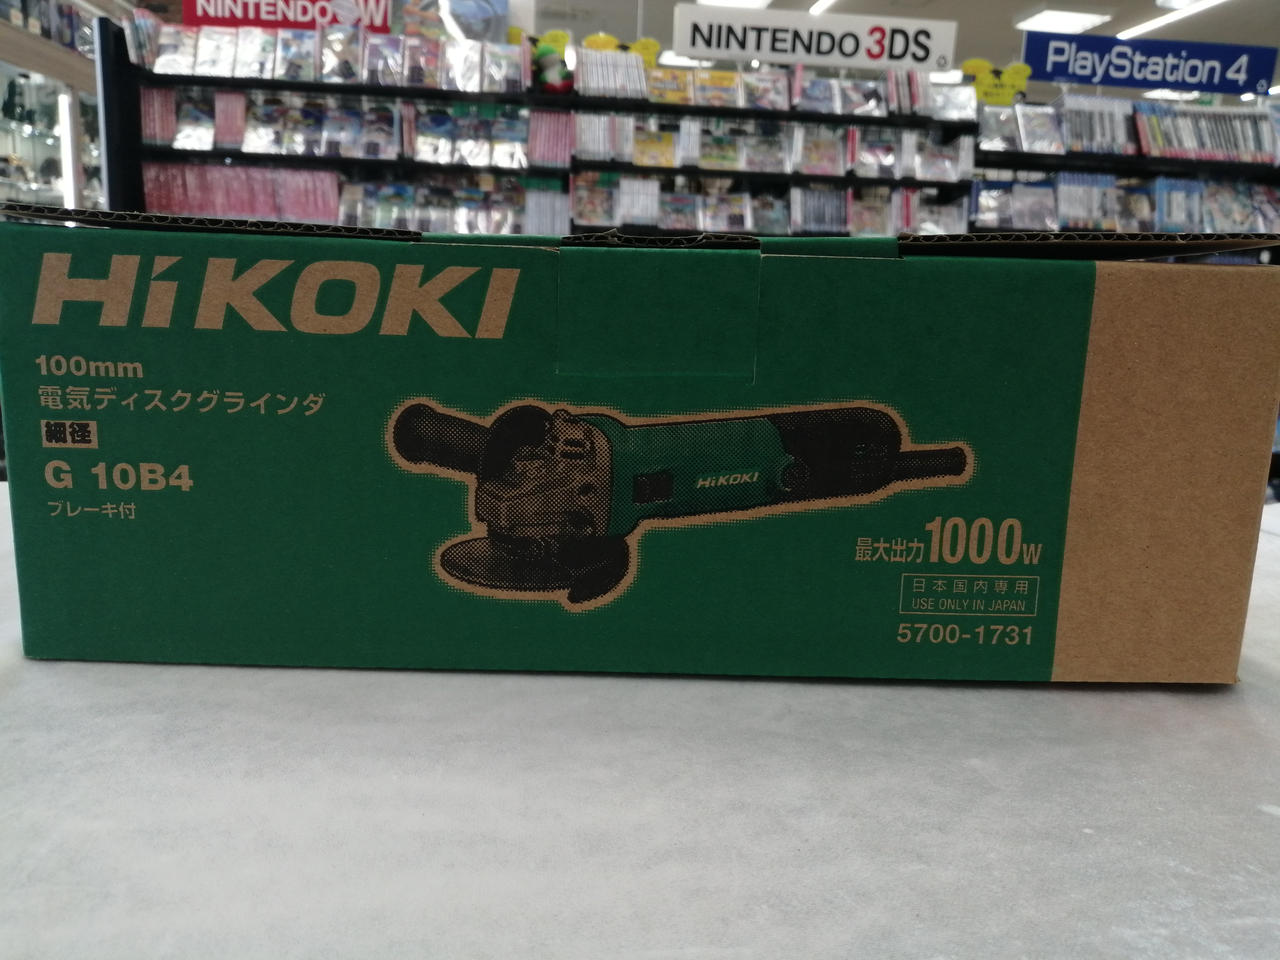 NINTENDO
NINTENDO 3DS
PlayStation 4
HiKOKI
100mm
電気ディスクグラインダ
細径
G 10B4
ブレーキ付
HiKOKI
最大出力1000W
日本国内専用
USE ONLY IN JAPAN
5700-1731